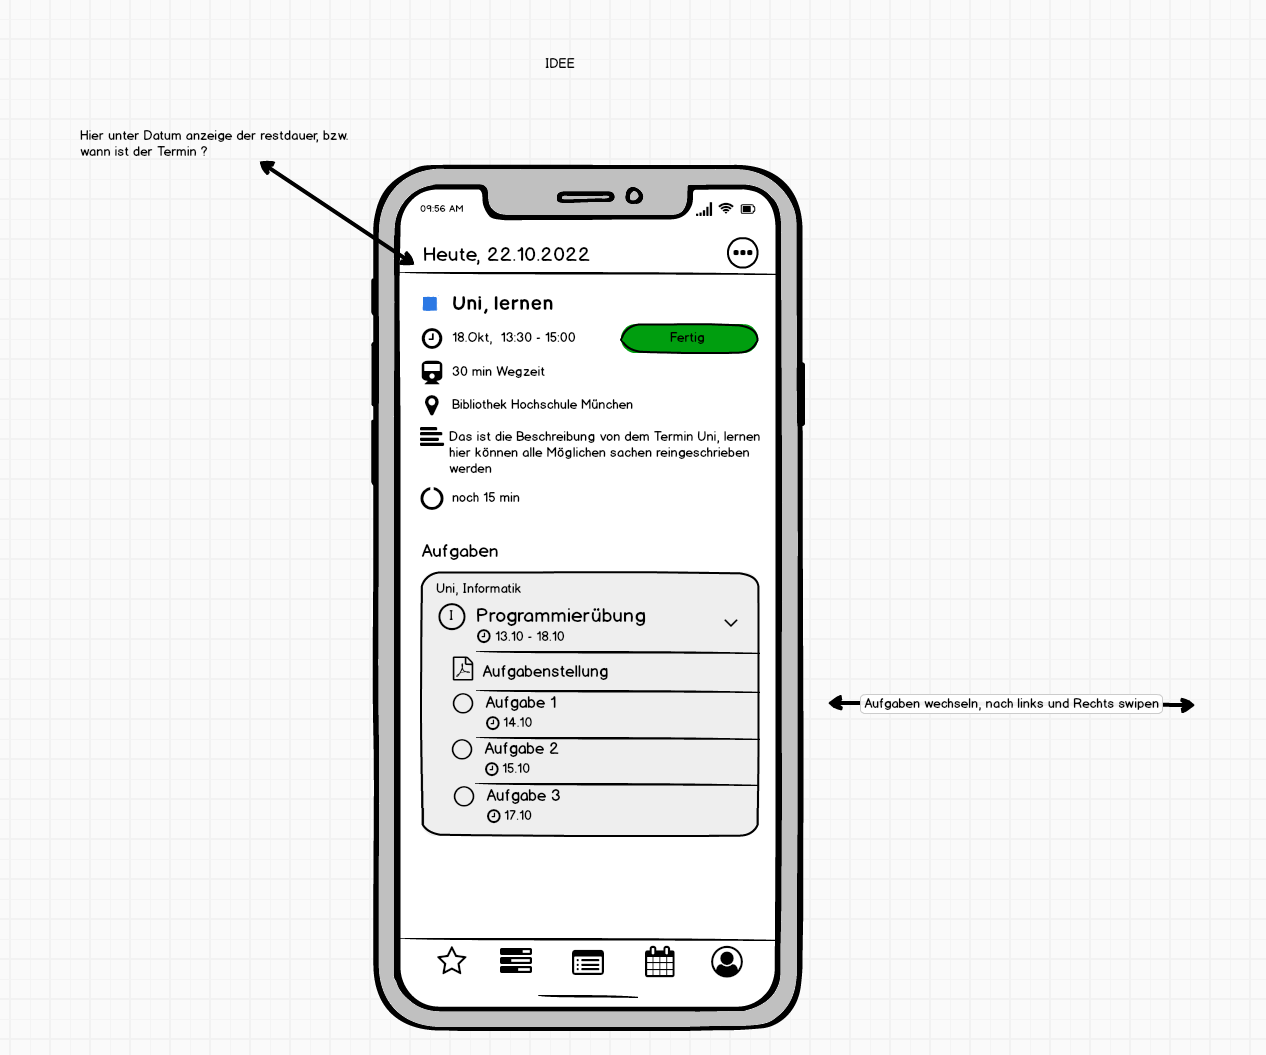 IDEE
Hier unter Datum anzeige der restdauer, bzw.
wann ist der Termin ?
09:56 AM
Heute, 22.10.2022
Uni, lernen
18.Okt, 13:30 - 15:00
Fertig
30 min Wegzeit
Bibliothek Hochschule München
Das ist die Beschreibung von dem Termin Uni, lernen
hier können alle Möglichen sachen reingeschrieben
werden
noch 15 min
Aufgaben
Uni, Informatik
I
Programmierübung
13.10 - 18.10
Aufgabenstellung
Aufgabe 1
14.10
Aufgabe 2
15.10
Aufgabe 3
17.10
Aufgaben wechseln, nach links und Rechts swipen